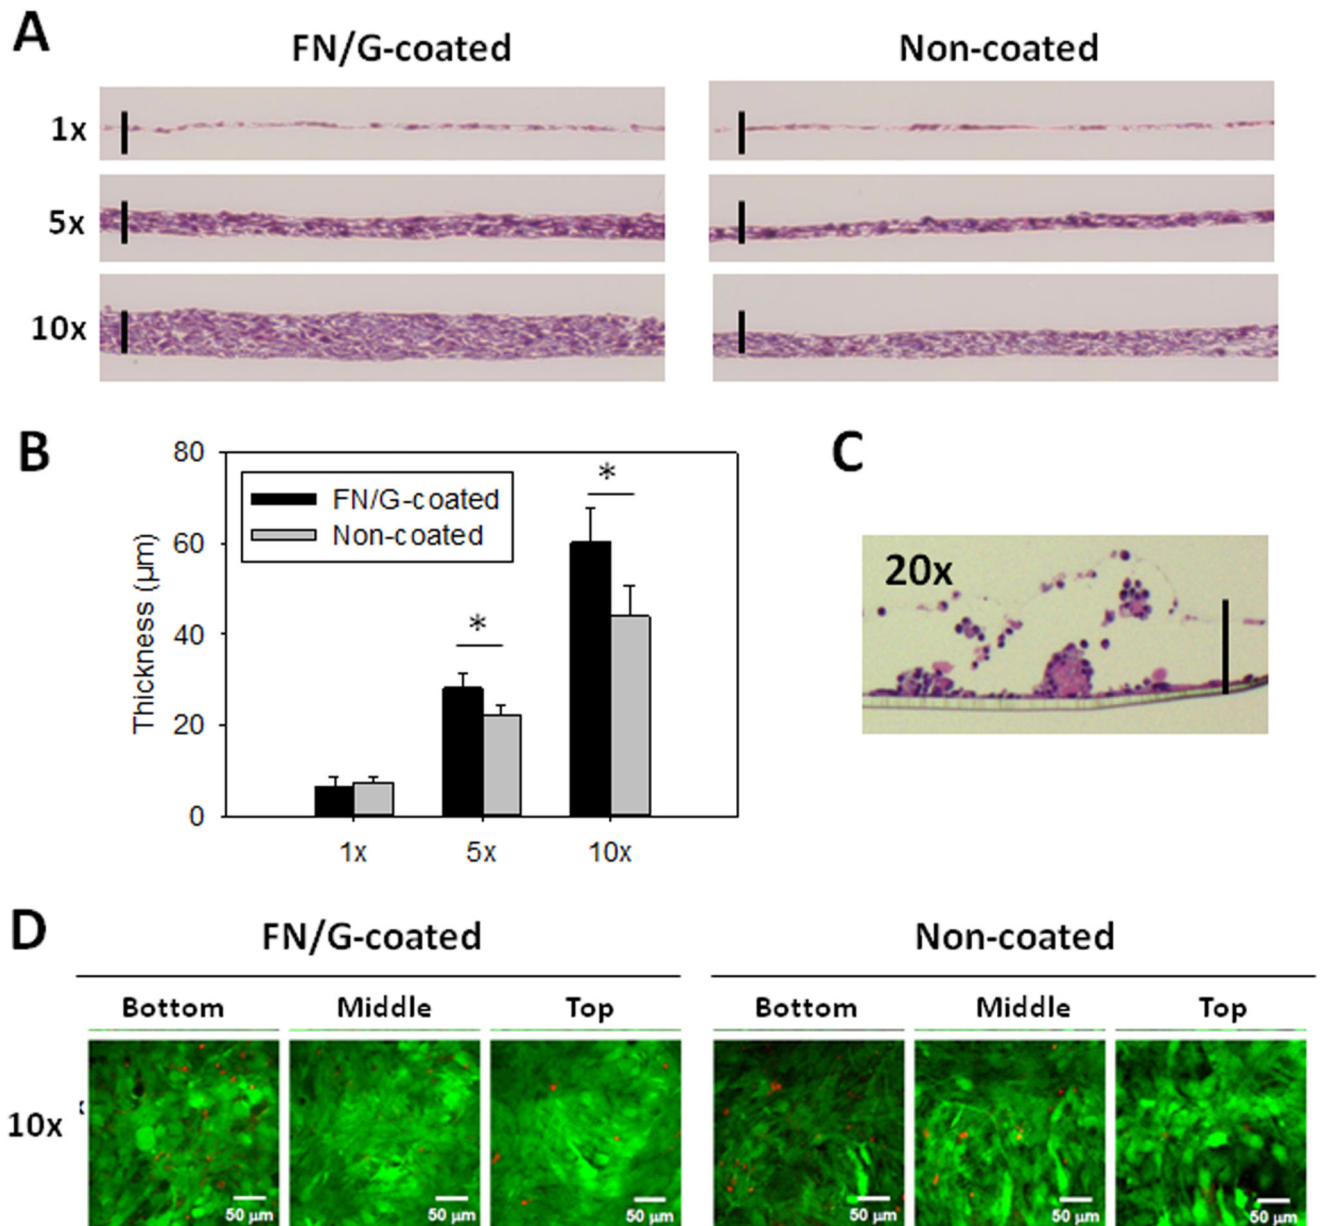 A
FN/G-coated Non-coated
1x
5x
10x
B
80
60
40
20
0
Thickness (µm)
FN/G-coated
Non-coated
*
*
1x 5x 10x
C
20x
D
FN/G-coated Non-coated
Bottom Middle Top Bottom Middle Top
10x
50 µm 50 µm 50 µm 50 µm 50 µm 50 µm